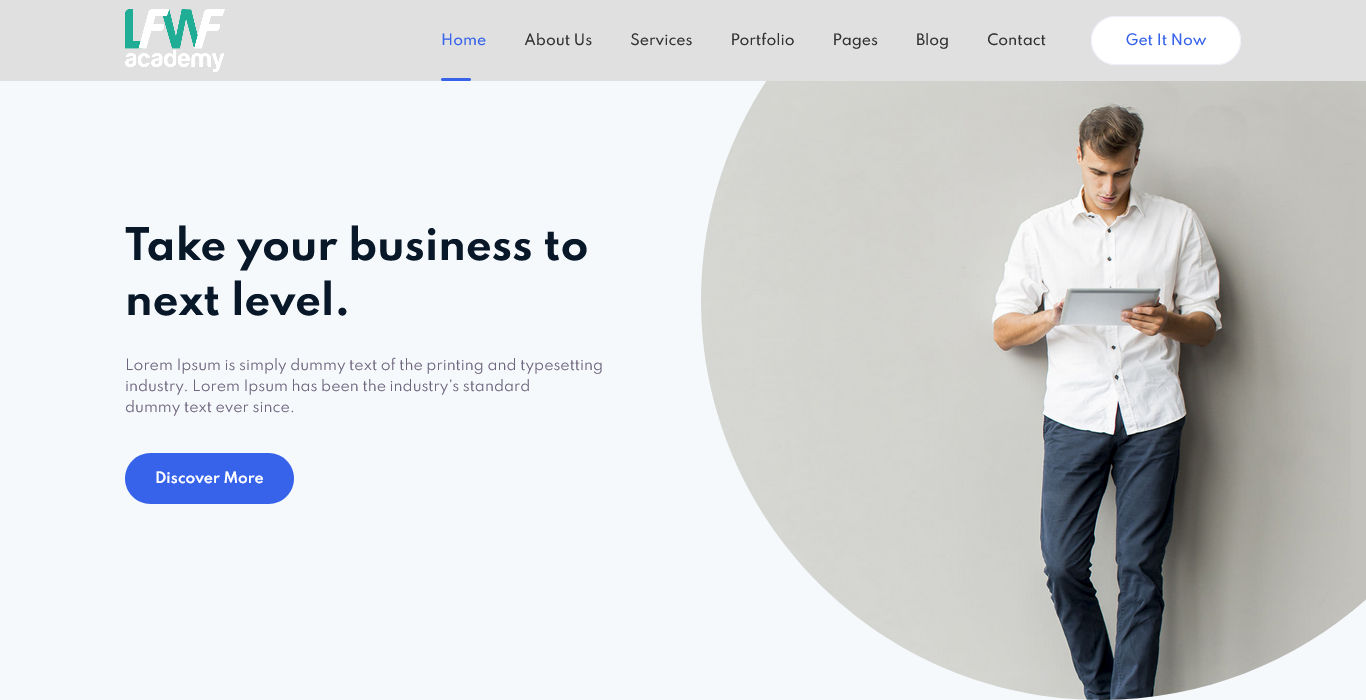 LFWF
academy
Home About Us Services Portfolio Pages Blog Contact Get It Now
Take your business to
next level.
Lorem Ipsum is simply dummy text of the printing and typesetting
industry. Lorem Ipsum has been the industry's standard
dummy text ever since.
Discover More